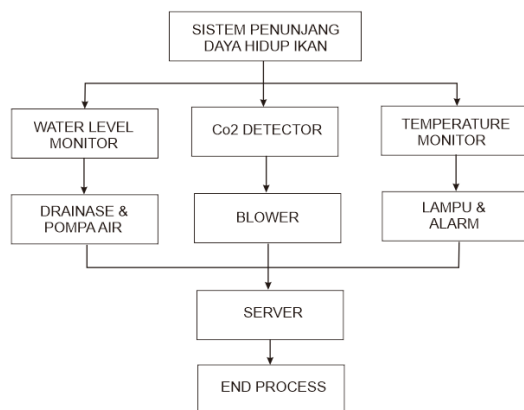 SISTEM PENUNJANG
DAYA HIDUP IKAN
WATER LEVEL
MONITOR
Co2 DETECTOR
TEMPERATURE
MONITOR
DRAINASE &
POMPA AIR
BLOWER
LAMPU &
ALARM
SERVER
END PROCESS